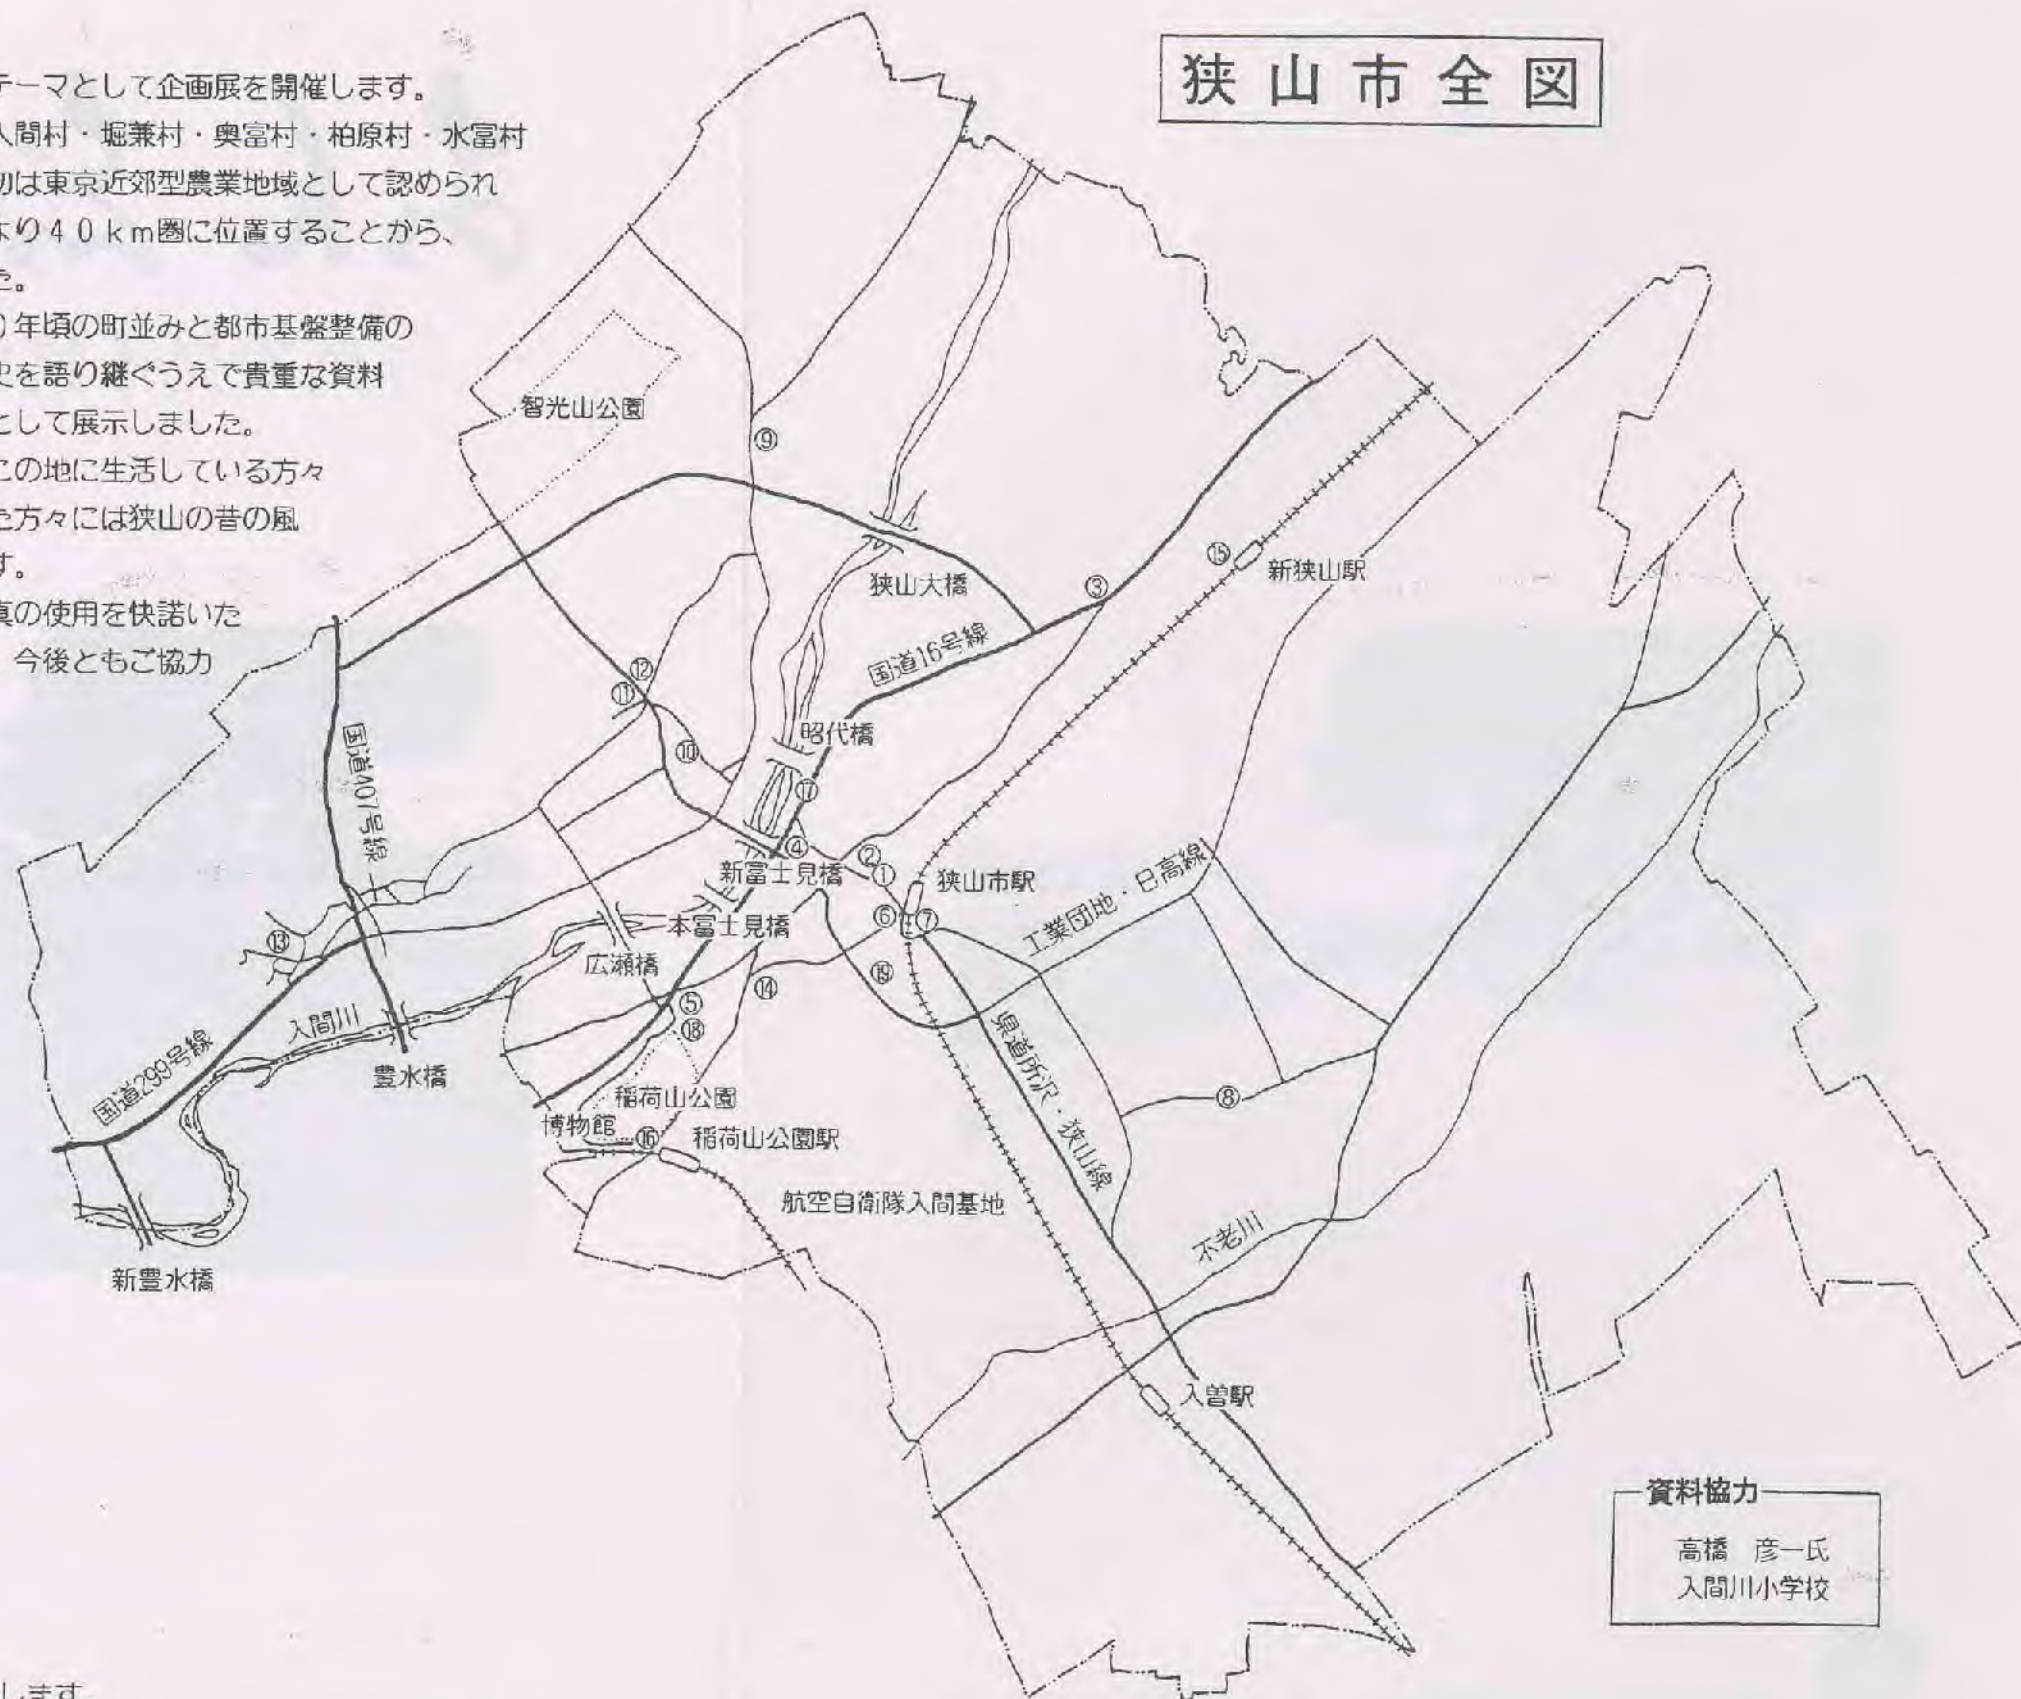 狭山市全図
テーマとして企画展を開催します。
入間村・堀兼村・奥富村・柏原村・水富村
初は東京近郊型農業地域として認められ
より40km圏に位置することから、
た。
年頃の町並みと都市基盤整備の
史を語り継ぐうえで貴重な資料
として展示しました。
この地に生活している方々
た方々には狭山の昔の風
す。
真の使用を快諾いた
今後ともご協力
智光山公園
⑨
⑮
新狭山駅
狭山大橋
③
国道16号線
⑫
⑪
昭代橋
国道407号線
⑩
⑰
④
②
新富士見橋
①
狭山市駅
工業団地・日高線
⑥
⑦
本富士見橋
⑬
広瀬橋
⑲
⑭
⑤
入間川
⑱
県道所沢・狭山線
国道299号線
豊水橋
稲荷山公園
⑧
博物館
⑯
稲荷山公園駅
航空自衛隊入間基地
不老川
新豊水橋
入曽駅
資料協力
高橋 彦一氏
入間川小学校
します